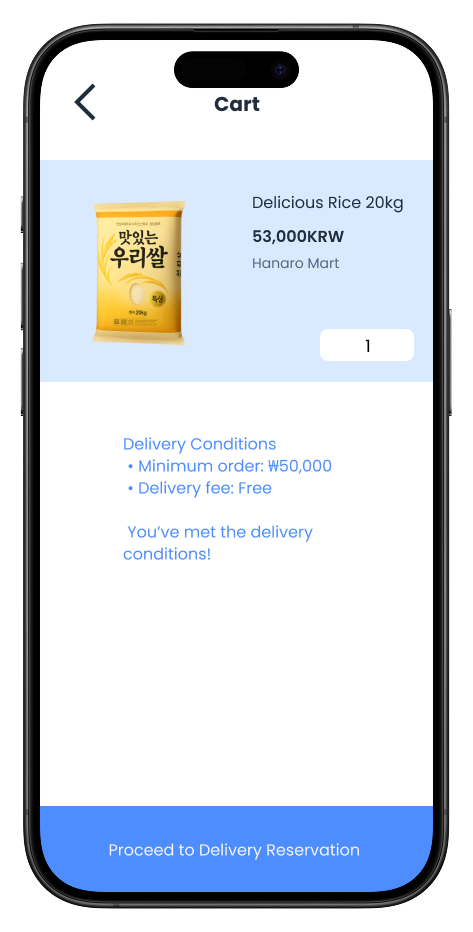 Cart
Delicious Rice 20kg
53,000KRW
Hanaro Mart
맛있는
우리쌀
특상
20kg
1
Delivery Conditions
• Minimum order: ₩50,000
• Delivery fee: Free
You’ve met the delivery
conditions!
Proceed to Delivery Reservation